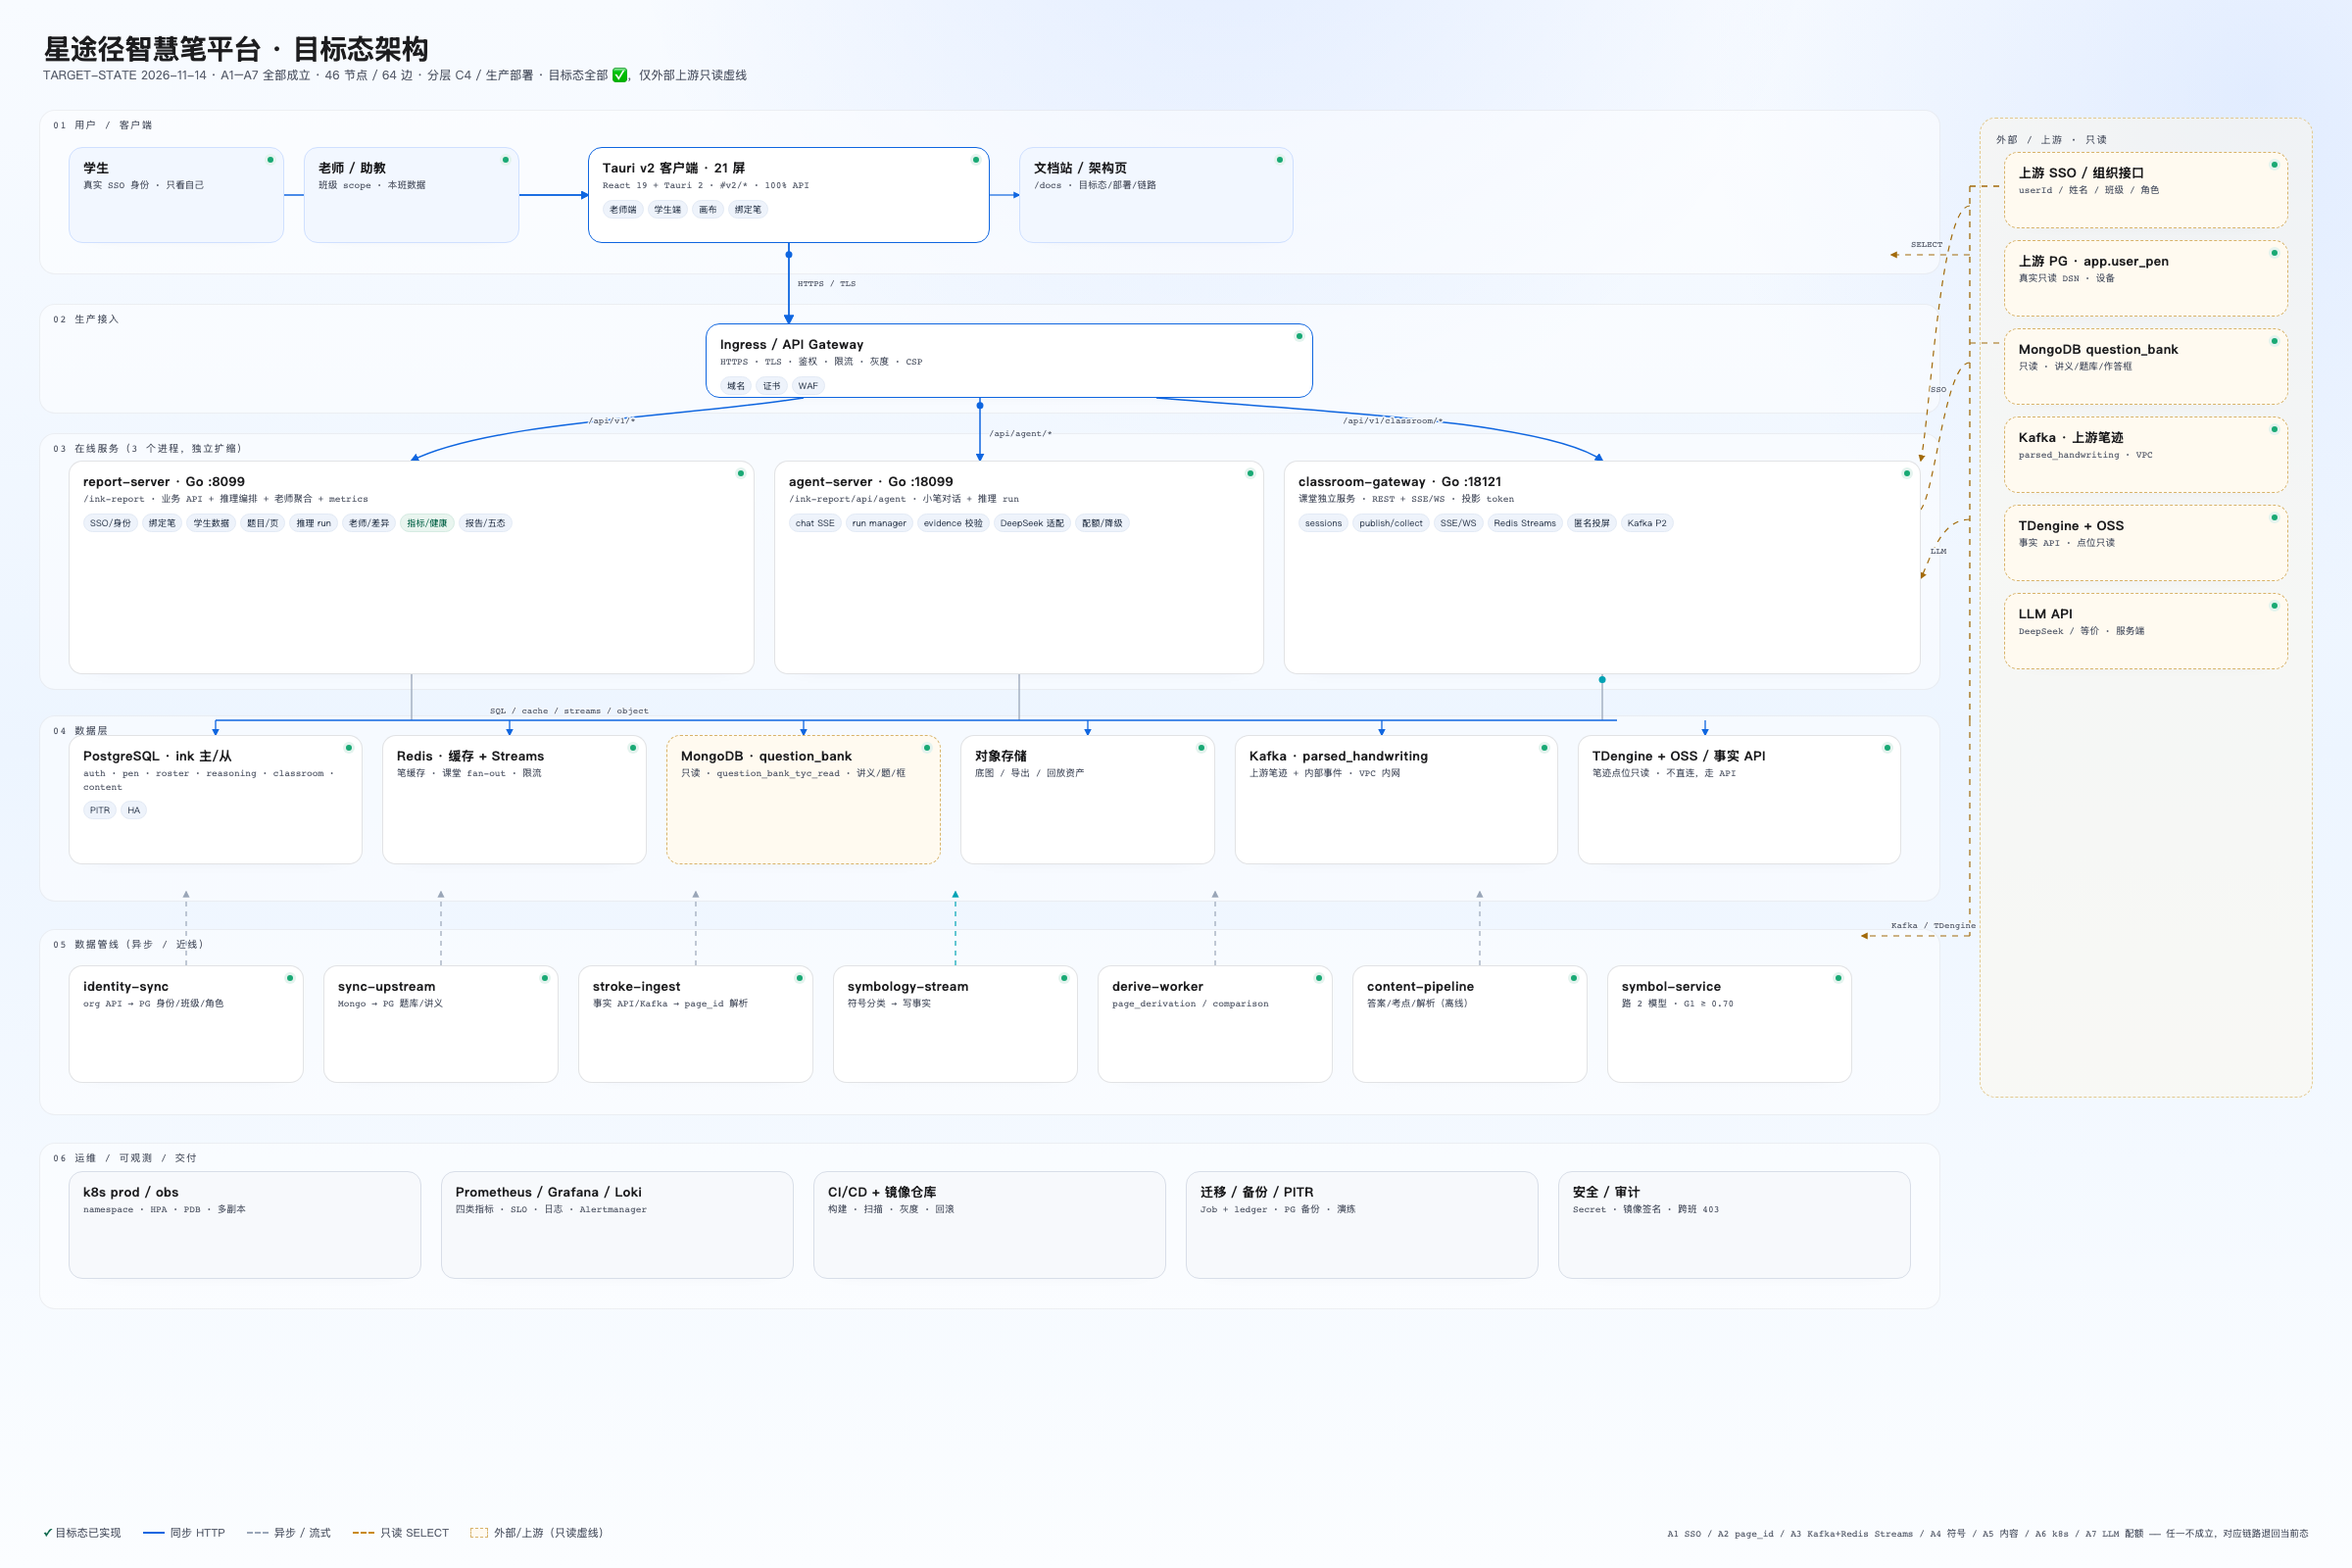 星途径智慧笔平台 · 目标态架构
TARGET-STATE 2026-11-14 · A1—A7 全部成立 · 46 节点 / 64 边 · 分层 C4 / 生产部署 · 目标态全部 ✅，仅外部上游只读虚线
01 用户 / 客户端
学生
真实 SSO 身份 · 只看自己
老师 / 助教
班级 scope · 本班数据
Tauri v2 客户端 · 21 屏
React 19 + Tauri 2 · #v2/* · 100% API
老师端 学生端 画布 绑定笔
文档站 / 架构页
/docs · 目标态/部署/链路
HTTPS / TLS
02 生产接入
Ingress / API Gateway
HTTPS · TLS · 鉴权 · 限流 · 灰度 · CSP
域名 证书 WAF
/api/v1/*
/api/agent/*
/api/v1/classroom/*
03 在线服务（3 个进程，独立扩缩）
report-server · Go :8099
/ink-report · 业务 API + 推理编排 + 老师聚合 + metrics
SSO/身份 绑定笔 学生数据 题目/页 推理 run 老师/差异 指标/健康 报告/五态
agent-server · Go :18099
/ink-report/api/agent · 小笔对话 + 推理 run
chat SSE run manager evidence 校验 DeepSeek 适配 配额/降级
classroom-gateway · Go :18121
课堂独立服务 · REST + SSE/WS · 投影 token
sessions publish/collect SSE/WS Redis Streams 匿名投屏 Kafka P2
SQL / cache / streams / object
04 数据层
PostgreSQL · ink 主/从
auth · pen · roster · reasoning · classroom ·
content
PITR HA
Redis · 缓存 + Streams
笔缓存 · 课堂 fan-out · 限流
MongoDB · question_bank
只读 · question_bank_tyc_read · 讲义/题/框
对象存储
底图 / 导出 / 回放资产
Kafka · parsed_handwriting
上游笔迹 + 内部事件 · VPC 内网
TDengine + OSS / 事实 API
笔迹点位只读 · 不直连，走 API
05 数据管线（异步 / 近线）
identity-sync
org API → PG 身份/班级/角色
sync-upstream
Mongo → PG 题库/讲义
stroke-ingest
事实 API/Kafka → page_id 解析
symbology-stream
符号分类 → 写事实
derive-worker
page_derivation / comparison
content-pipeline
答案/考点/解析（离线）
symbol-service
路 2 模型 · G1 ≥ 0.70
06 运维 / 可观测 / 交付
k8s prod / obs
namespace · HPA · PDB · 多副本
Prometheus / Grafana / Loki
四类指标 · SLO · 日志 · Alertmanager
CI/CD + 镜像仓库
构建 · 扫描 · 灰度 · 回滚
迁移 / 备份 / PITR
Job + ledger · PG 备份 · 演练
安全 / 审计
Secret · 镜像签名 · 跨班 403
外部 / 上游 · 只读
上游 SSO / 组织接口
userId / 姓名 / 班级 / 角色
上游 PG · app.user_pen
真实只读 DSN · 设备
MongoDB question_bank
只读 · 讲义/题库/作答框
Kafka · 上游笔迹
parsed_handwriting · VPC
TDengine + OSS
事实 API · 点位只读
LLM API
DeepSeek / 等价 · 服务端
SELECT
SSO
LLM
Kafka / TDengine
✓ 目标态已实现 同步 HTTP 异步 / 流式 只读 SELECT 外部/上游（只读虚线）
A1 SSO / A2 page_id / A3 Kafka+Redis Streams / A4 符号 / A5 内容 / A6 k8s / A7 LLM 配额 —— 任一不成立，对应链路退回当前态